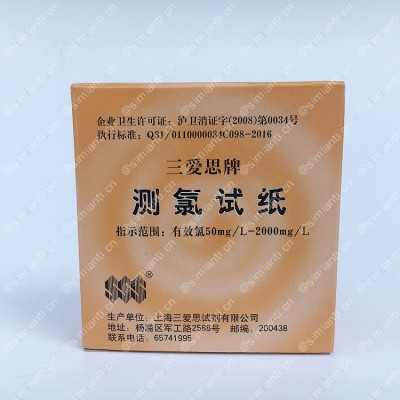 企业卫生许可证：沪卫消证字(2008)第0034号
执行标准：Q31/0110000034C098-2016
三爱思牌
测氯试纸
指示范围：有效氯50mg/L-2000mg/L
SSS®
生产单位：上海三爱思试剂有限公司
地址：杨浦区军工路2588号 邮编：200438
联系电话：65741995